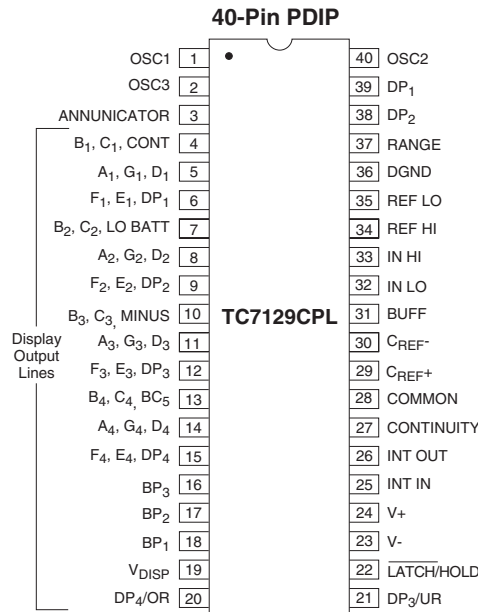 40-Pin PDIP
OSC1 1 40 OSC2
OSC3 2 39 DP1
ANNUNICATOR 3 38 DP2
B1, C1, CONT 4 37 RANGE
A1, G1, D1 5 36 DGND
F1, E1, DP1 6 35 REF LO
B2, C2, LO BATT 7 34 REF HI
A2, G2, D2 8 33 IN HI
F2, E2, DP2 9 32 IN LO
B3, C3, MINUS 10 TC7129CPL 31 BUFF
Display
Output
Lines
A3, G3, D3 11 30 CREF-
F3, E3, DP3 12 29 CREF+
B4, C4, BC5 13 28 COMMON
A4, G4, D4 14 27 CONTINUITY
F4, E4, DP4 15 26 INT OUT
BP3 16 25 INT IN
BP2 17 24 V+
BP1 18 23 V-
VDISP 19 22 LATCH/HOLD
DP4/OR 20 21 DP3/UR